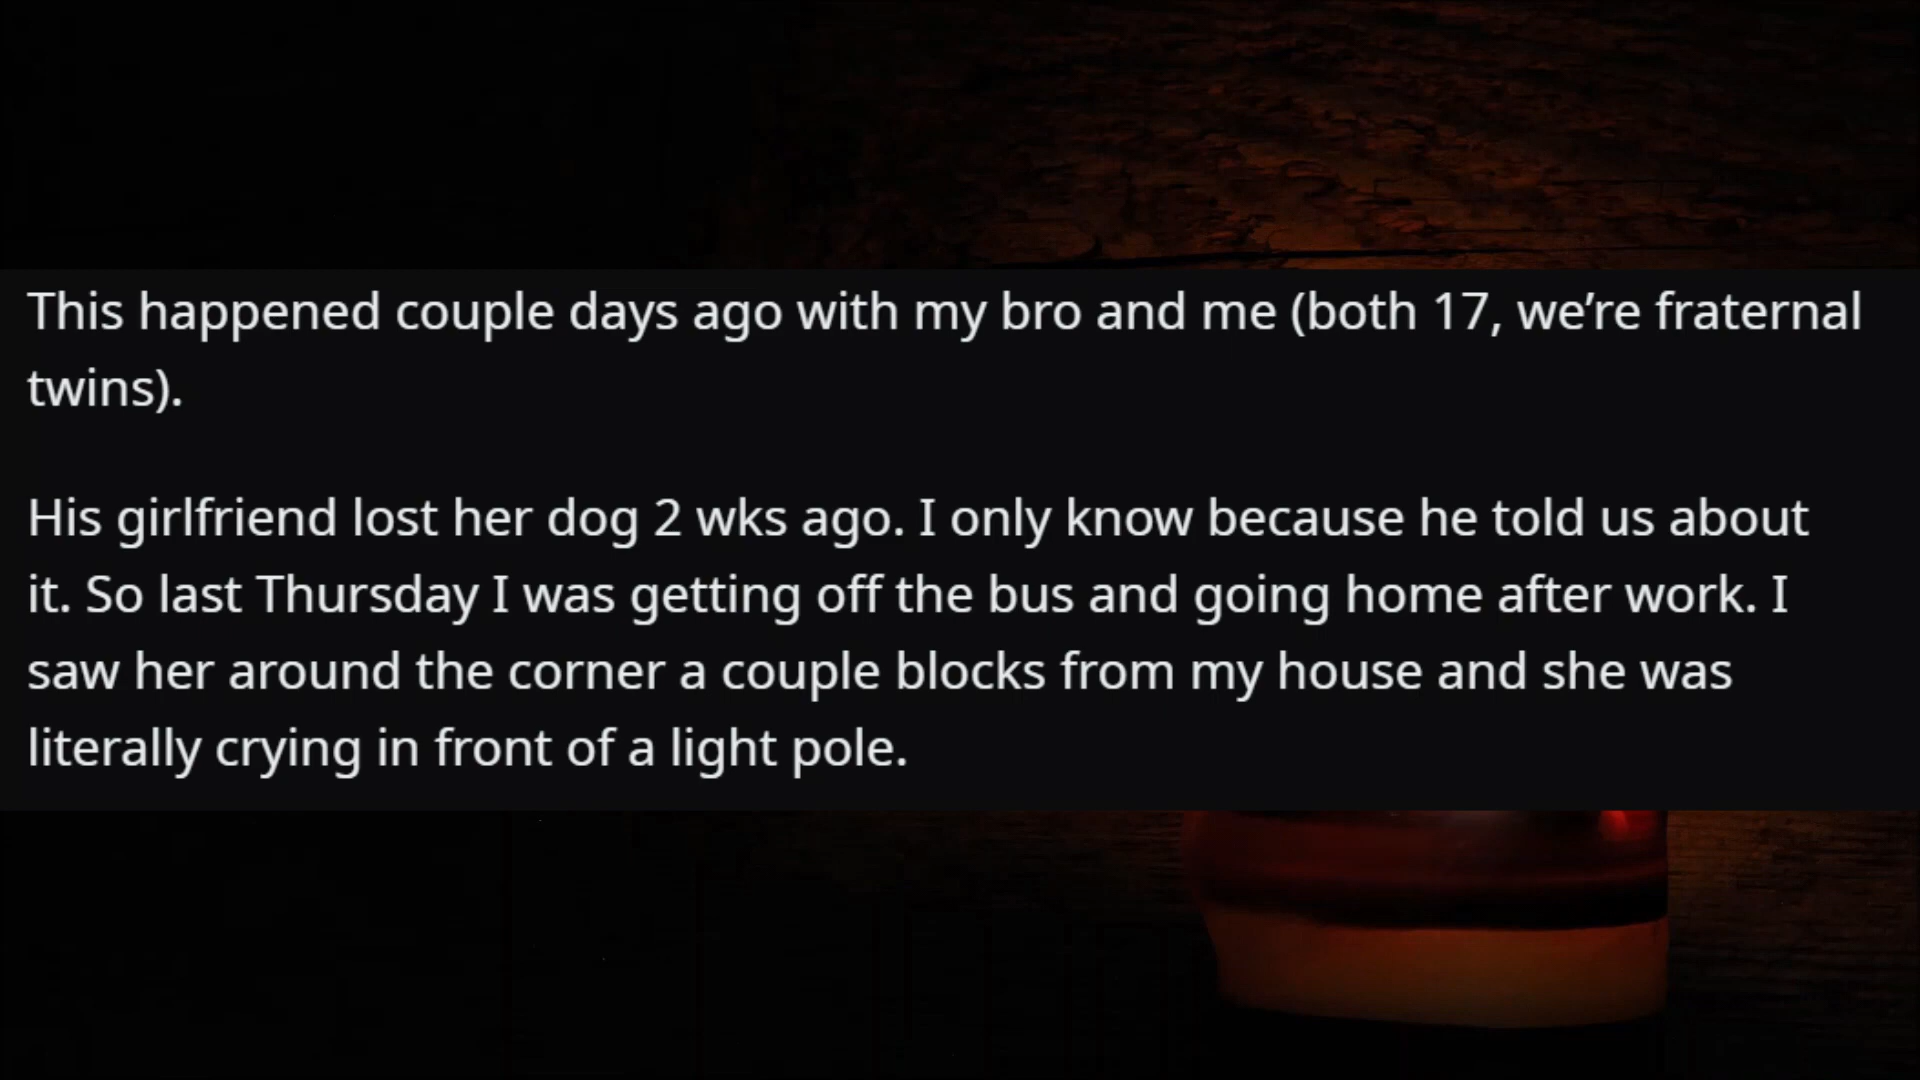 This happened couple days ago with my bro and me (both 17, we’re fraternal
twins).
His girlfriend lost her dog 2 wks ago. I only know because he told us about
it. So last Thursday I was getting off the bus and going home after work. I
saw her around the corner a couple blocks from my house and she was
literally crying in front of a light pole.